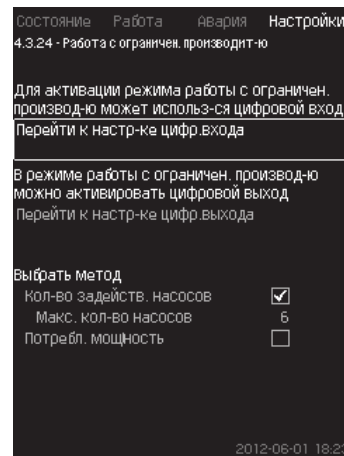 Состояние Работа Авария Настройки
4.3.24 - Работа с ограничен. производит-ю
Для активации режима работы с ограничен.
производ-ю может использ-ся цифровой вход
Перейти к настр-ке цифр.входа
В режиме работы с ограничен. произвoд-ю
можно активировать цифровой выход
Перейти к настр-ке цифр.выхода
Выбрать метод
Кол-во задейств. насосов
Макс. кол-во насосов 6
Потребл. мощность
2012-06-01 18:23